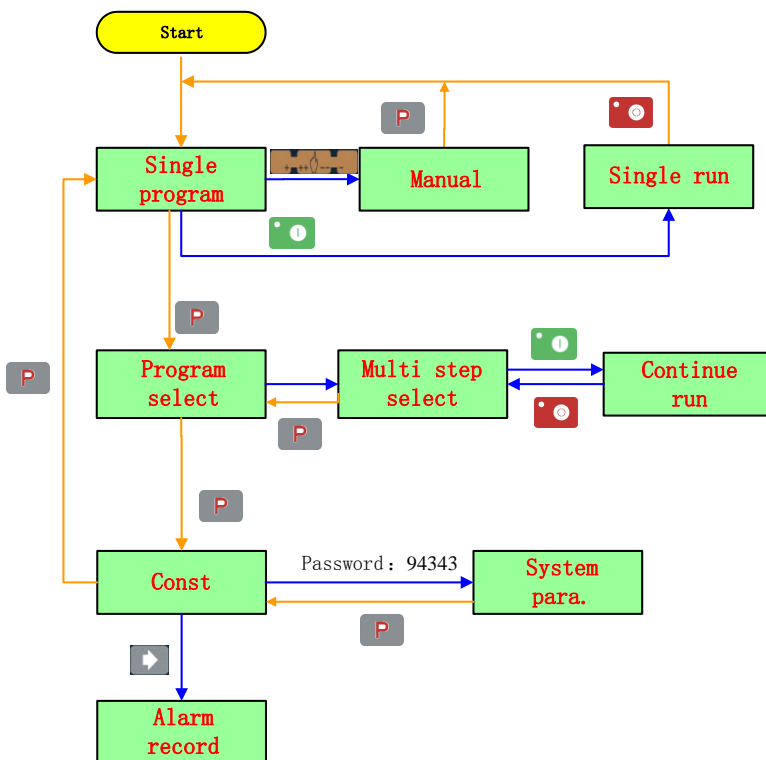 Start
P
Single
program
Manual
Single run
P
P
Program
select
Multi step
select
Continue
run
P
P
Const
Password：94343
System
para.
P
Alarm
record